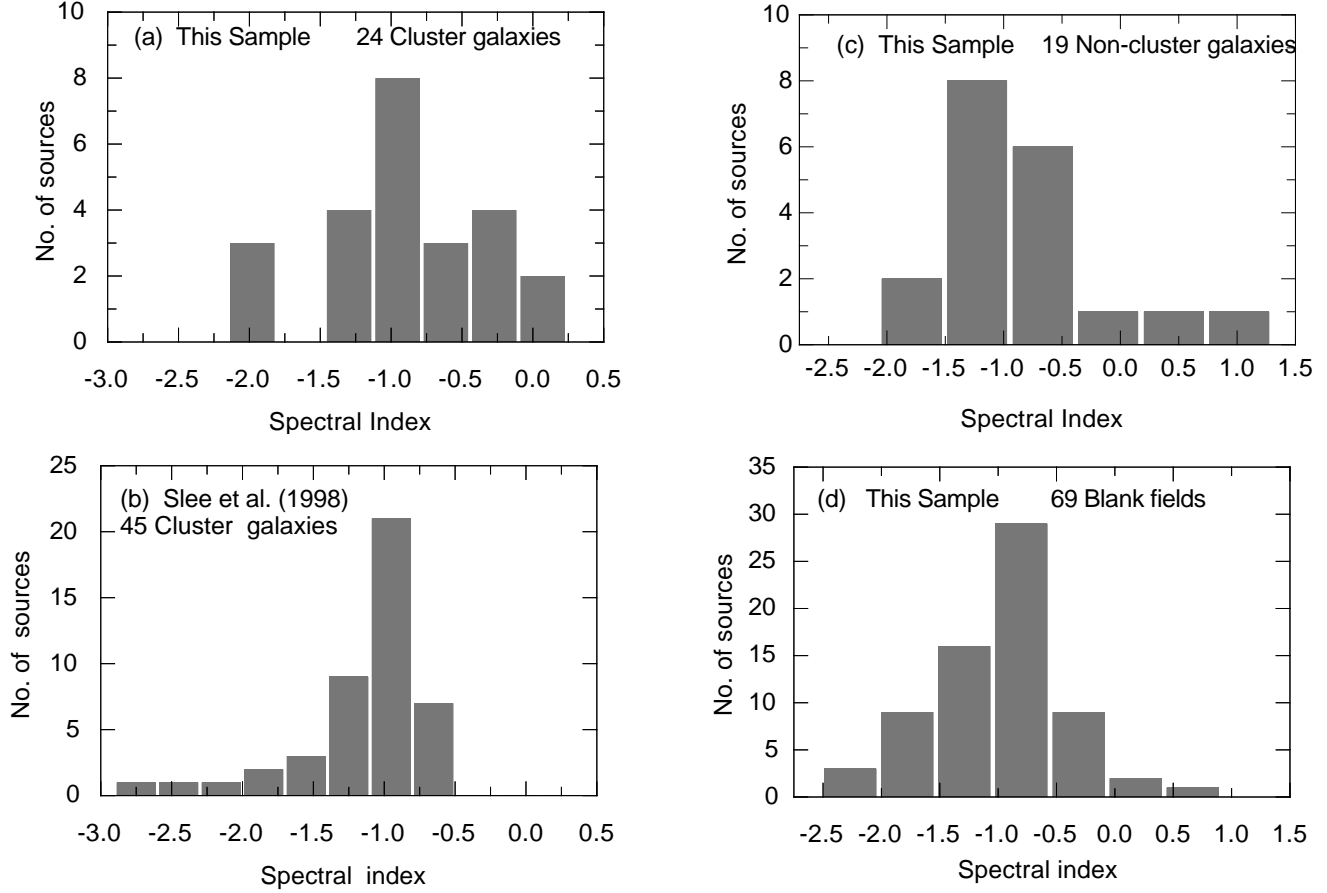 10
8
6
4
2
0
No. of sources
(a) This Sample 24 Cluster galaxies
-3.0 -2.5 -2.0 -1.5 -1.0 -0.5 0.0 0.5
Spectral Index
10
8
6
4
2
0
No. of sources
(c) This Sample 19 Non-cluster galaxies
-2.5 -2.0 -1.5 -1.0 -0.5 0.0 0.5 1.0 1.5
Spectral Index
25
20
15
10
5
0
No. of sources
(b) Slee et al. (1998)
45 Cluster galaxies
-3.0 -2.5 -2.0 -1.5 -1.0 -0.5 0.0 0.5
Spectral index
35
30
25
20
15
10
5
0
No. of sources
(d) This Sample 69 Blank fields
-2.5 -2.0 -1.5 -1.0 -0.5 0.0 0.5 1.0 1.5
Spectral index